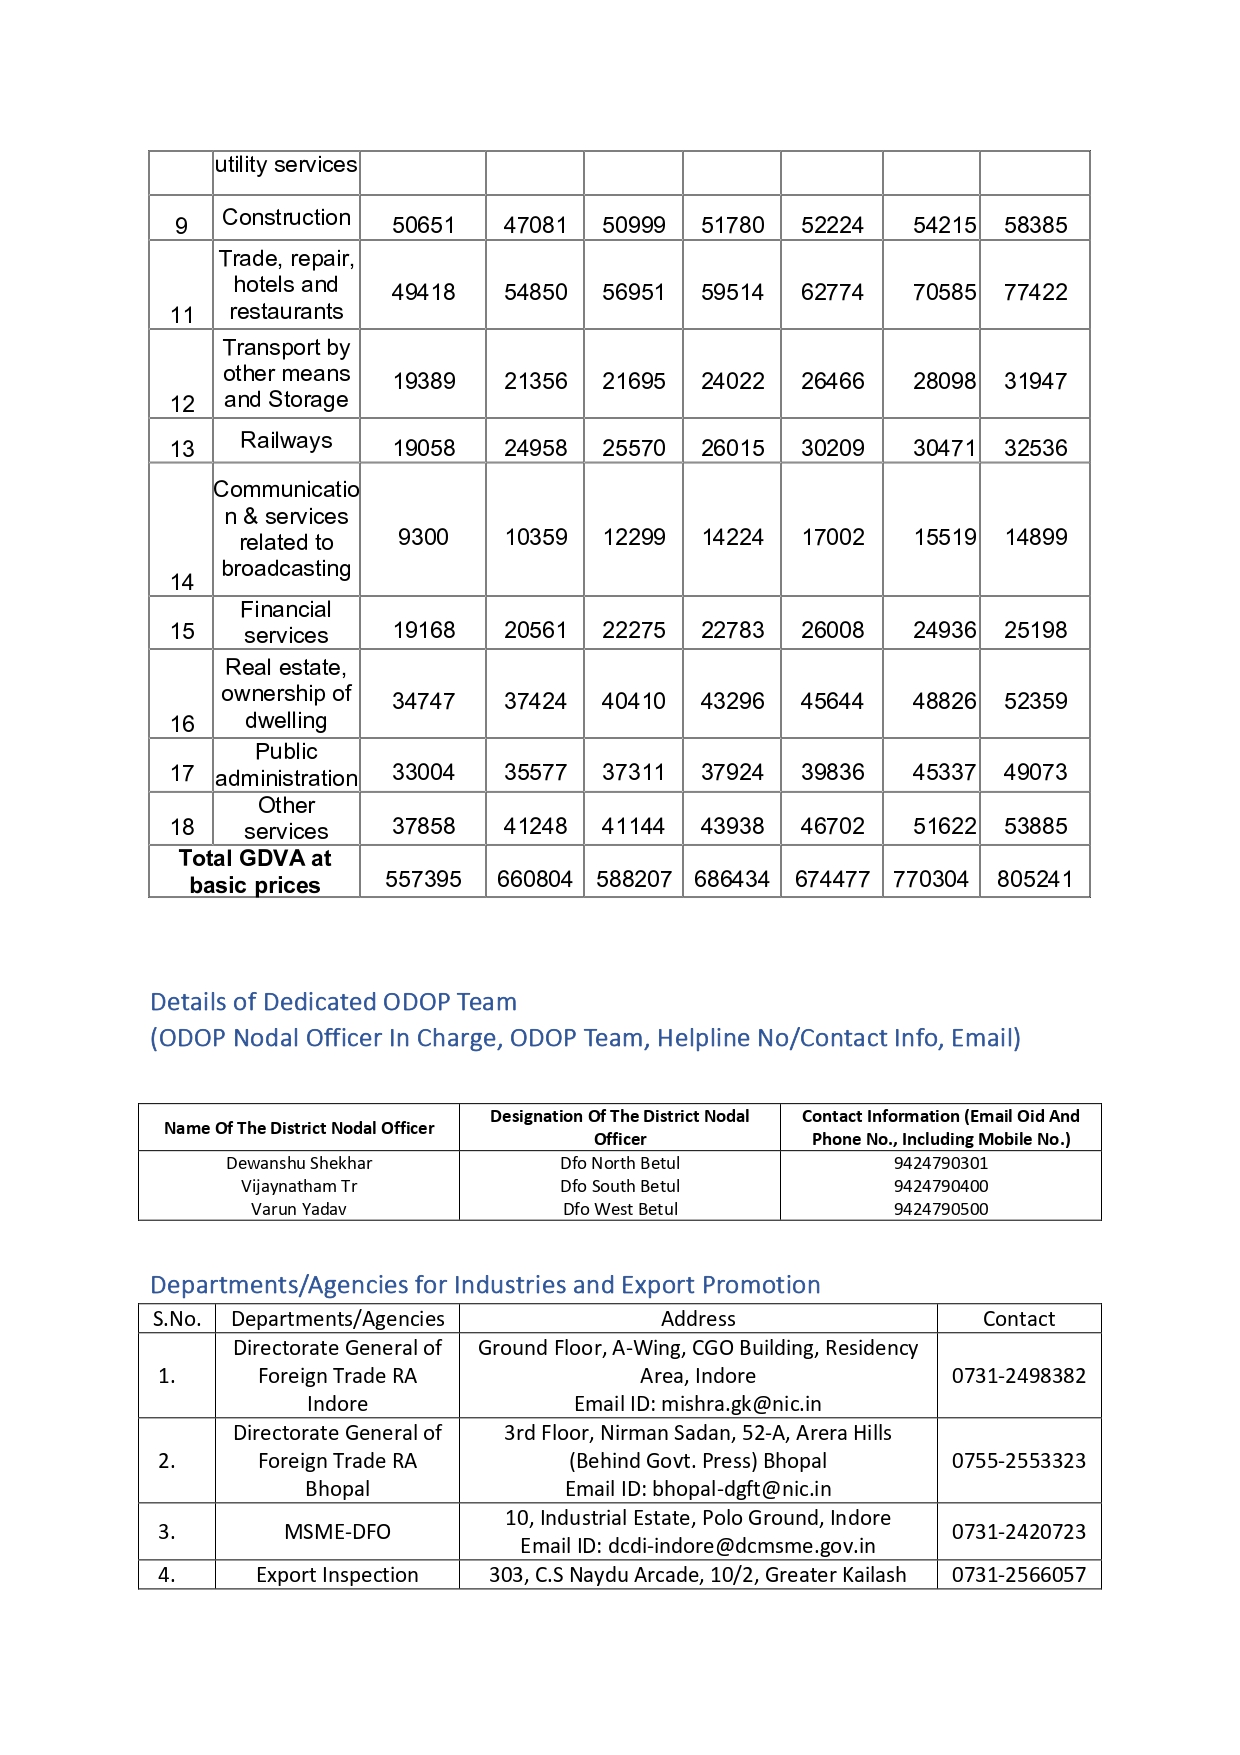 utility services
9 Construction 50651 47081 50999 51780 52224 54215 58385
Trade, repair,
hotels and
restaurants
11 49418 54850 56951 59514 62774 70585 77422
Transport by
other means
and Storage
12 19389 21356 21695 24022 26466 28098 31947
13 Railways 19058 24958 25570 26015 30209 30471 32536
Communicatio
n & services
related to
broadcasting
14 9300 10359 12299 14224 17002 15519 14899
Financial
services
15 19168 20561 22275 22783 26008 24936 25198
Real estate,
ownership of
dwelling
16 34747 37424 40410 43296 45644 48826 52359
Public
administration
17 33004 35577 37311 37924 39836 45337 49073
Other
services
18 37858 41248 41144 43938 46702 51622 53885
Total GDVA at
basic prices
557395 660804 588207 686434 674477 770304 805241
Details of Dedicated ODOP Team
(ODOP Nodal Officer In Charge, ODOP Team, Helpline No/Contact Info, Email)
Name Of The District Nodal Officer
Designation Of The District Nodal
Officer
Contact Information (Email Oid And
Phone No., Including Mobile No.)
Dewanshu Shekhar Dfo North Betul 9424790301
Vijaynatham Tr Dfo South Betul 9424790400
Varun Yadav Dfo West Betul 9424790500
Departments/Agencies for Industries and Export Promotion
S.No. Departments/Agencies Address Contact
1.
Directorate General of
Foreign Trade RA
Indore
Ground Floor, A-Wing, CGO Building, Residency
Area, Indore
Email ID: mishra.gk@nic.in
0731-2498382
2.
Directorate General of
Foreign Trade RA
Bhopal
3rd Floor, Nirman Sadan, 52-A, Arera Hills
(Behind Govt. Press) Bhopal
Email ID: bhopal-dgft@nic.in
0755-2553323
3.
MSME-DFO
10, Industrial Estate, Polo Ground, Indore
Email ID: dcdi-indore@dcmsme.gov.in
0731-2420723
4. Export Inspection 303, C.S Naydu Arcade, 10/2, Greater Kailash 0731-2566057